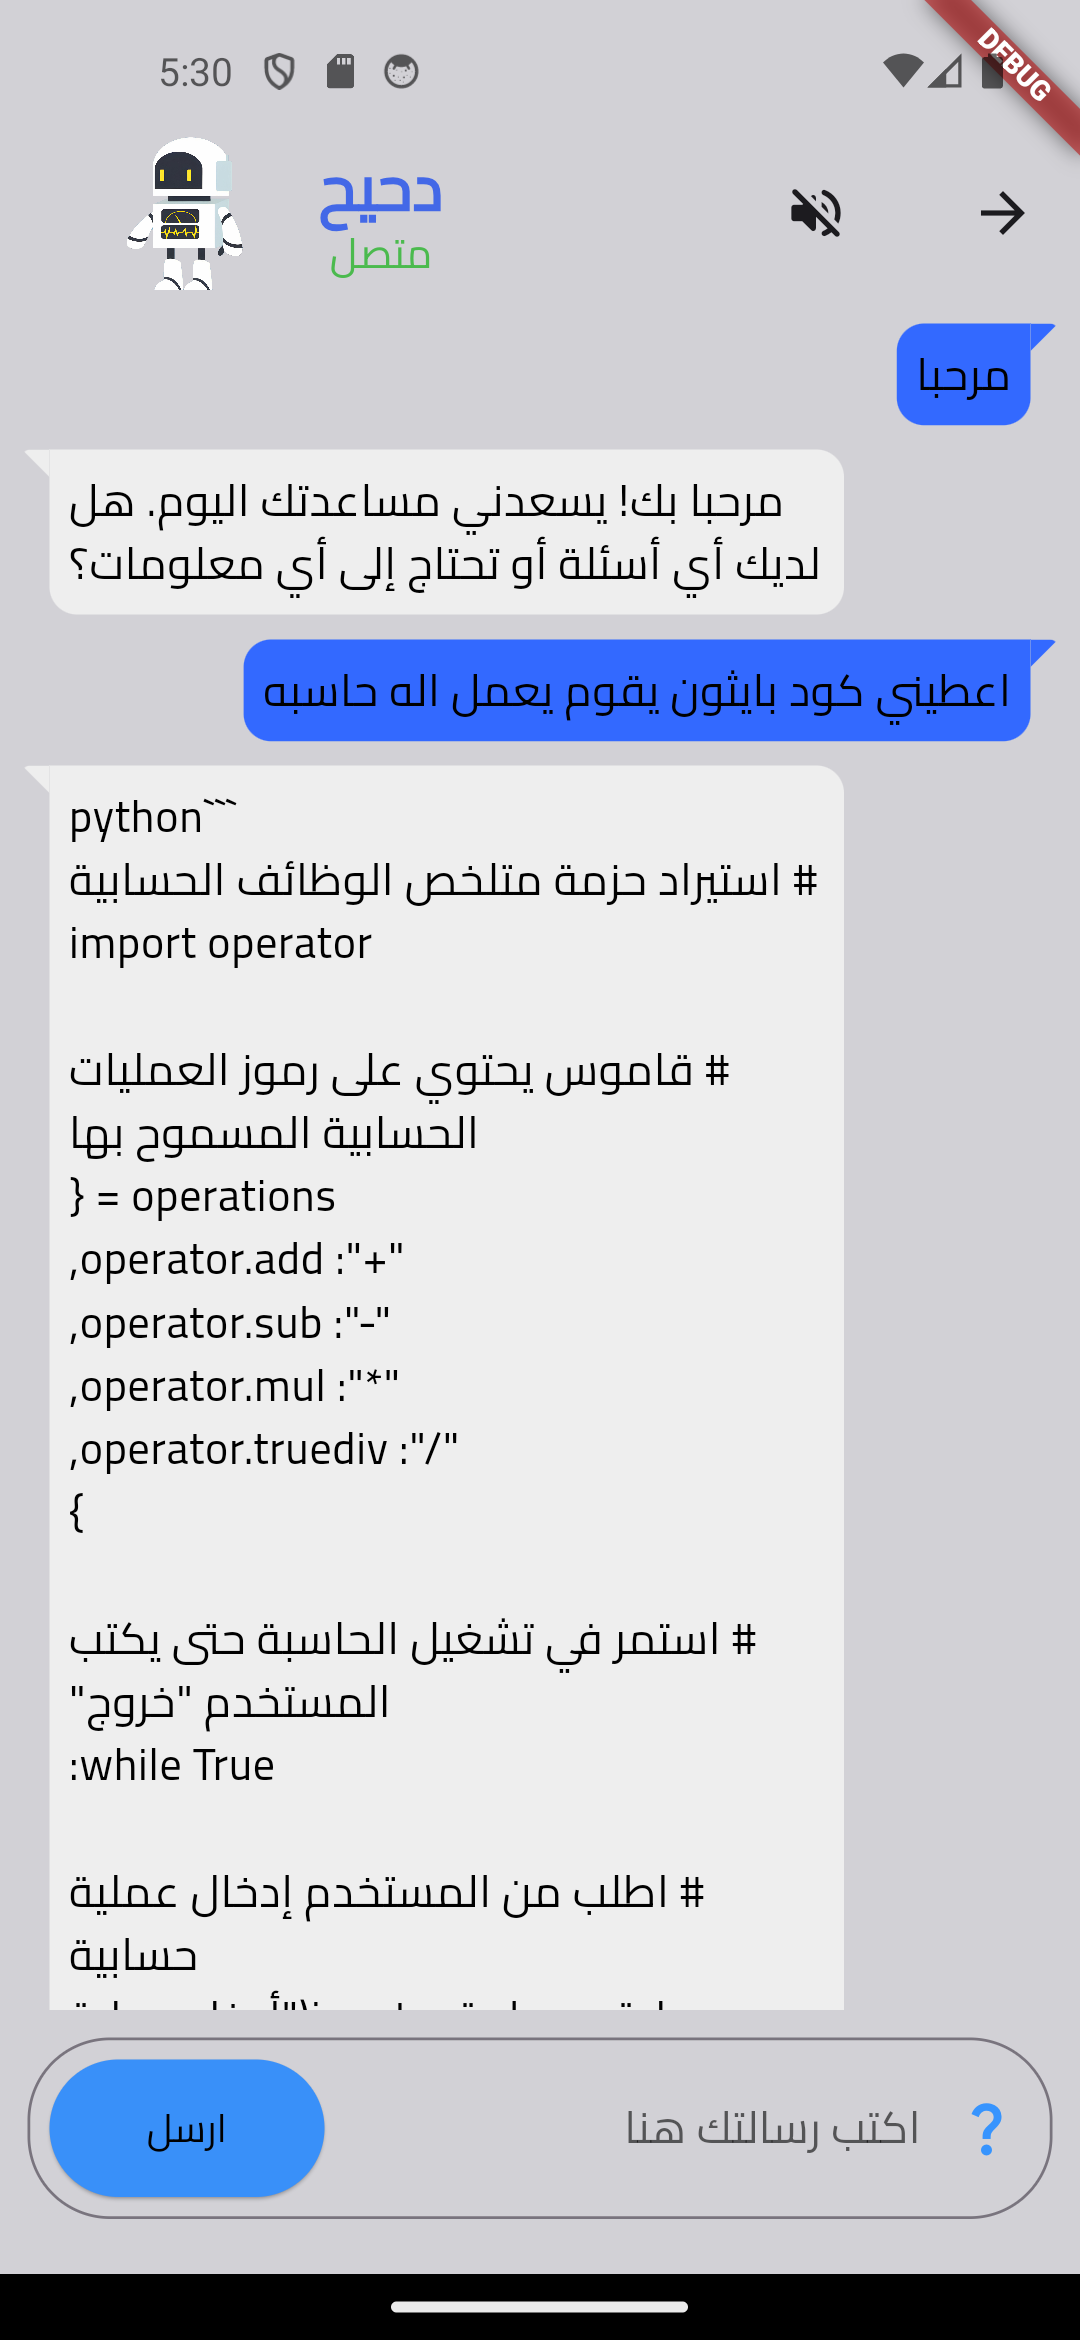 5:30
DEBUG
دحيح
متصل
مرحبا
مرحبا بك! يسعدني مساعدتك اليوم. هل
لديك أي أسئلة أو تحتاج إلى أي معلومات؟
اعطيني كود بايثون يقوم يعمل اله حاسبه
```python
# استيراد حزمة متلخص الوظائف الحسابية
import operator
# قاموس يحتوي على رموز العمليات
الحسابية المسموح بها
operations = {
"+": operator.add,
"-": operator.sub,
"*": operator.mul,
"/": operator.truediv,
}
# استمر في تشغيل الحاسبة حتى يكتب
المستخدم "خروج"
while True:
# اطلب من المستخدم إدخال عملية
حسابية
اكتب رسالتك هنا
ارسل